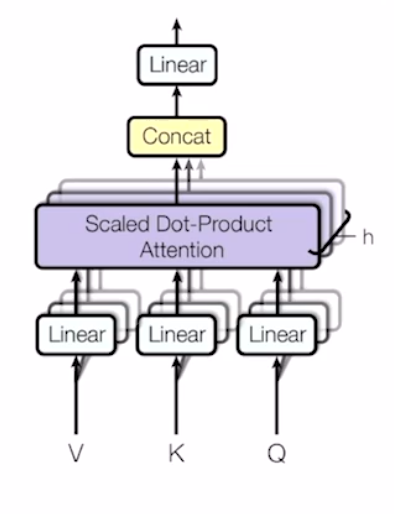 Linear
Concat
Scaled Dot-Product
Attention
h
Linear
Linear
Linear
V
K
Q